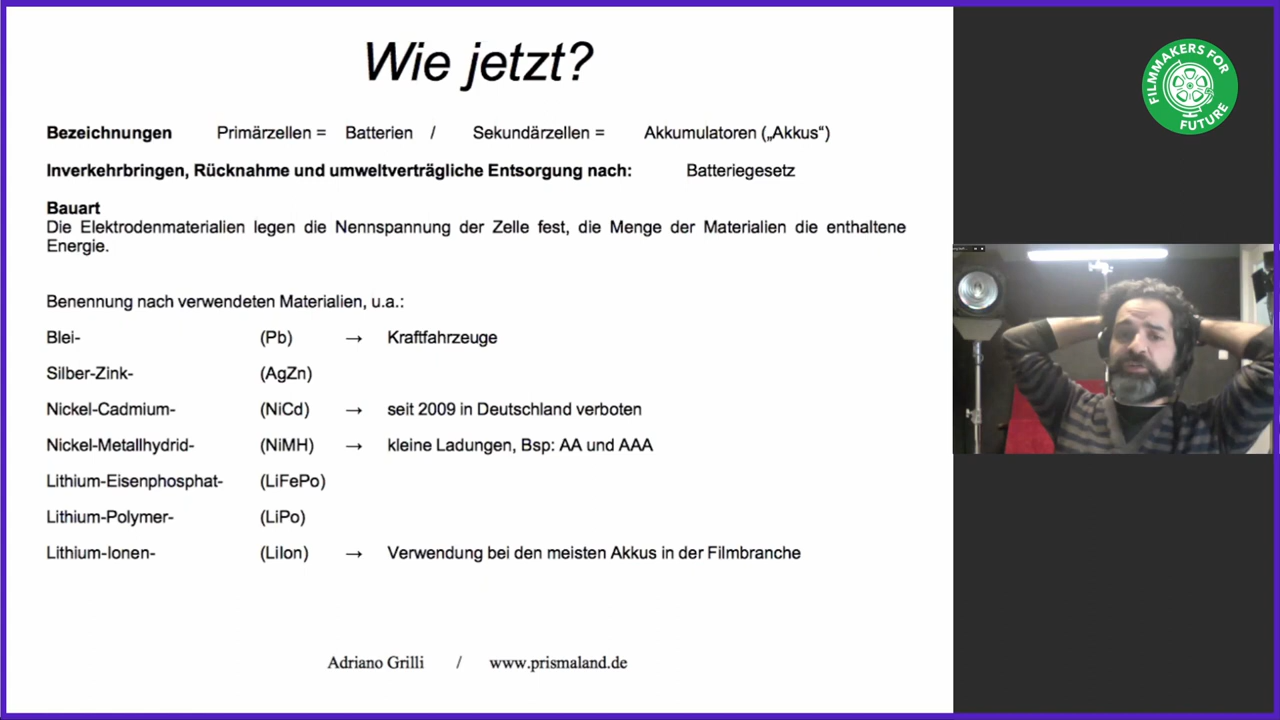 Wie jetzt?
Bezeichnungen Primärzellen = Batterien / Sekundärzellen = Akkumulatoren („Akkus“)
Inverkehrbringen, Rücknahme und umweltverträgliche Entsorgung nach: Batteriegesetz
Bauart
Die Elektrodenmaterialien legen die Nennspannung der Zelle fest, die Menge der Materialien die enthaltene
Energie.
Benennung nach verwendeten Materialien, u.a.:
Blei- (Pb) → Kraftfahrzeuge
Silber-Zink- (AgZn)
Nickel-Cadmium- (NiCd) → seit 2009 in Deutschland verboten
Nickel-Metallhydrid- (NiMH) → kleine Ladungen, Bsp: AA und AAA
Lithium-Eisenphosphat- (LiFePo)
Lithium-Polymer- (LiPo)
Lithium-Ionen- (LiIon) → Verwendung bei den meisten Akkus in der Filmbranche
Adriano Grilli / www.prismaland.de
FILMMAKERS FOR
FUTURE